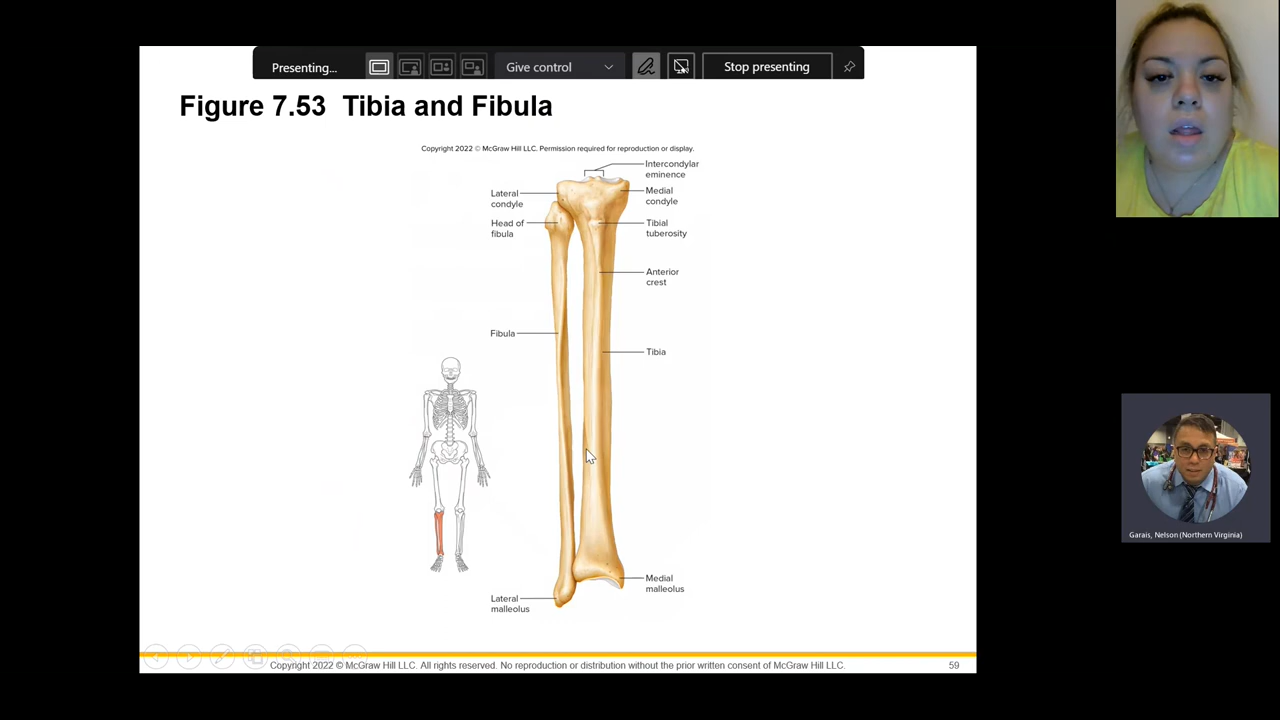 Presenting...
Give control
Stop presenting
Figure 7.53 Tibia and Fibula
Copyright 2022 © McGraw Hill LLC. Permission required for reproduction or display.
Intercondylar
eminence
Lateral
condyle
Medial
condyle
Head of
fibula
Tibial
tuberosity
Anterior
crest
Fibula
Tibia
Medial
malleolus
Lateral
malleolus
Garais, Nelson (Northern Virginia)
Copyright 2022 © McGraw Hill LLC. All rights reserved. No reproduction or distribution without the prior written consent of McGraw Hill LLC.
59